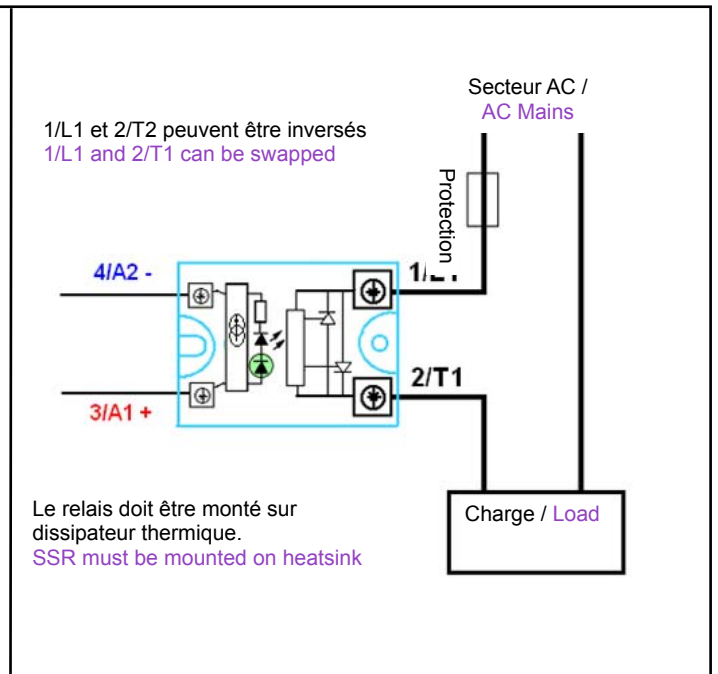 Secteur AC /
AC Mains
1/L1 et 2/T2 peuvent être inversés
1/L1 and 2/T1 can be swapped
Protection
4/A2 -
2/T1
3/A1 +
Le relais doit être monté sur
dissipateur thermique.
SSR must be mounted on heatsink
Charge / Load